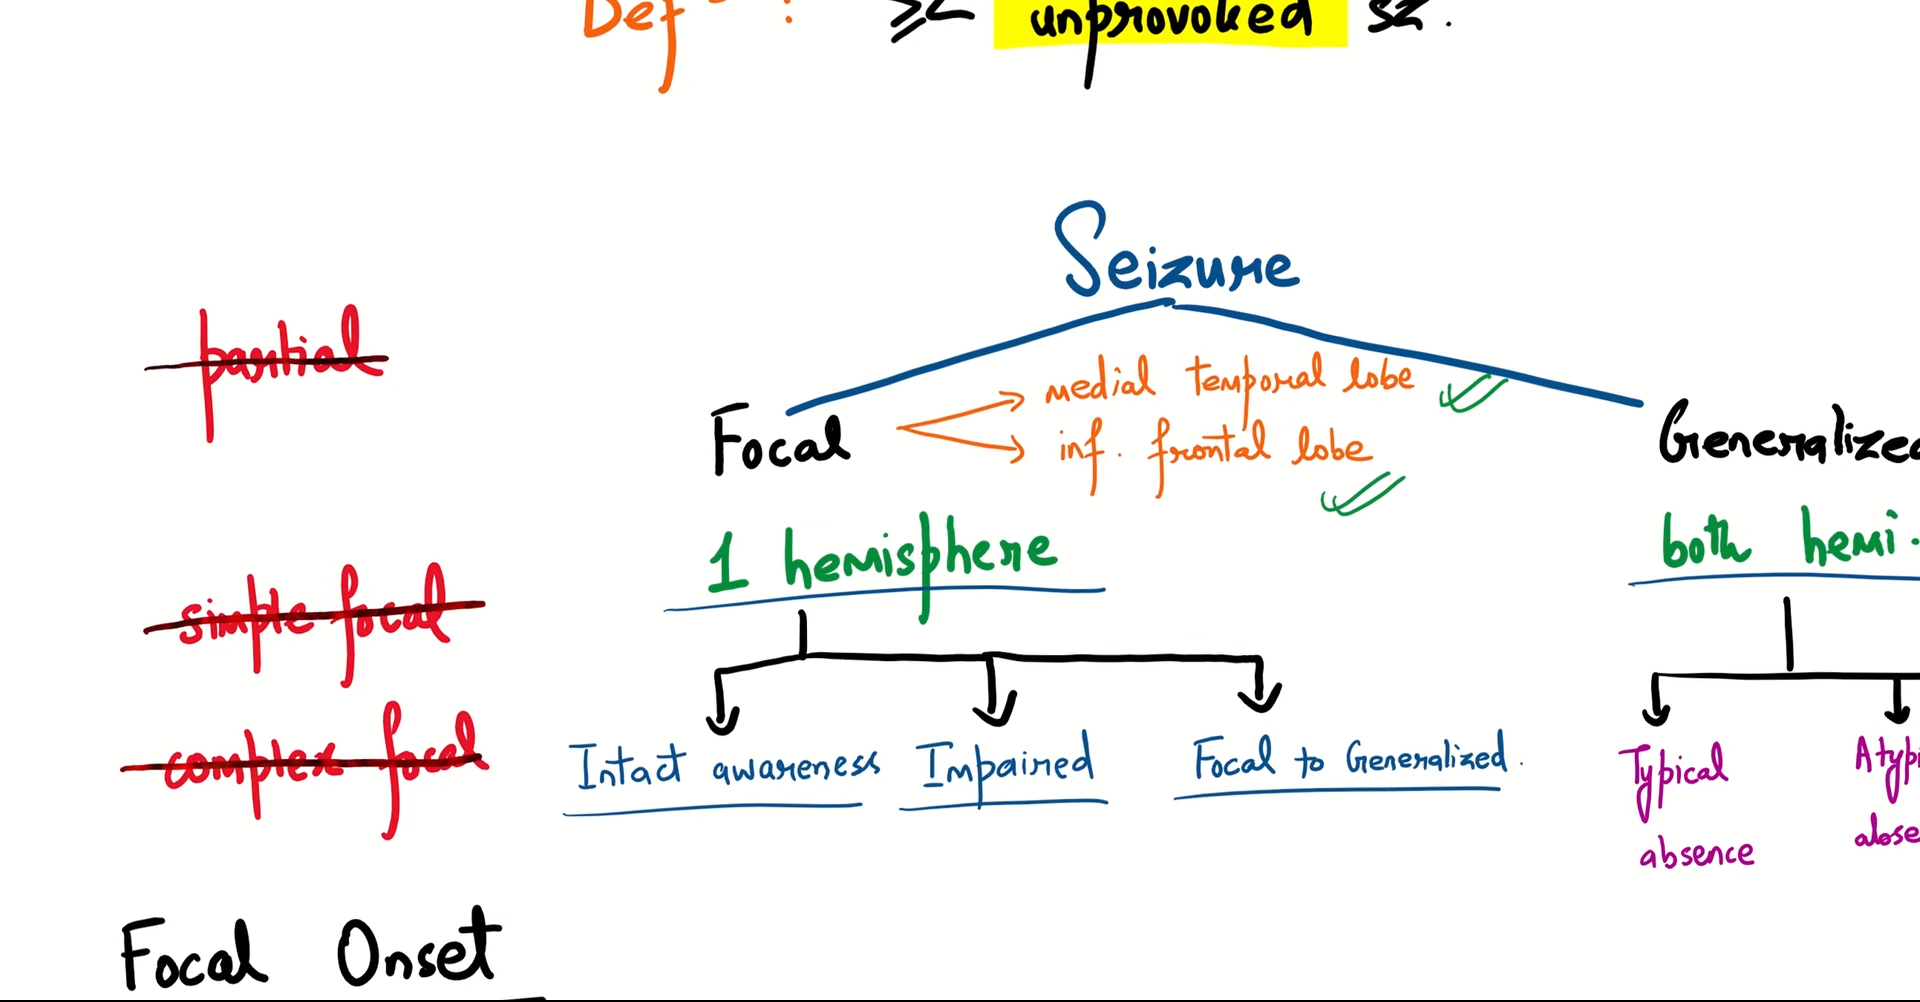 Def : ≥2 unprovoked sz.
Seizure
partial
Focal
medial temporal lobe
inf. frontal lobe
Generalized
1 hemisphere
both hemi.
simple focal
complex focal
Intact awareness
Impaired
Focal to Generalized.
Typical
absence
Focal Onset